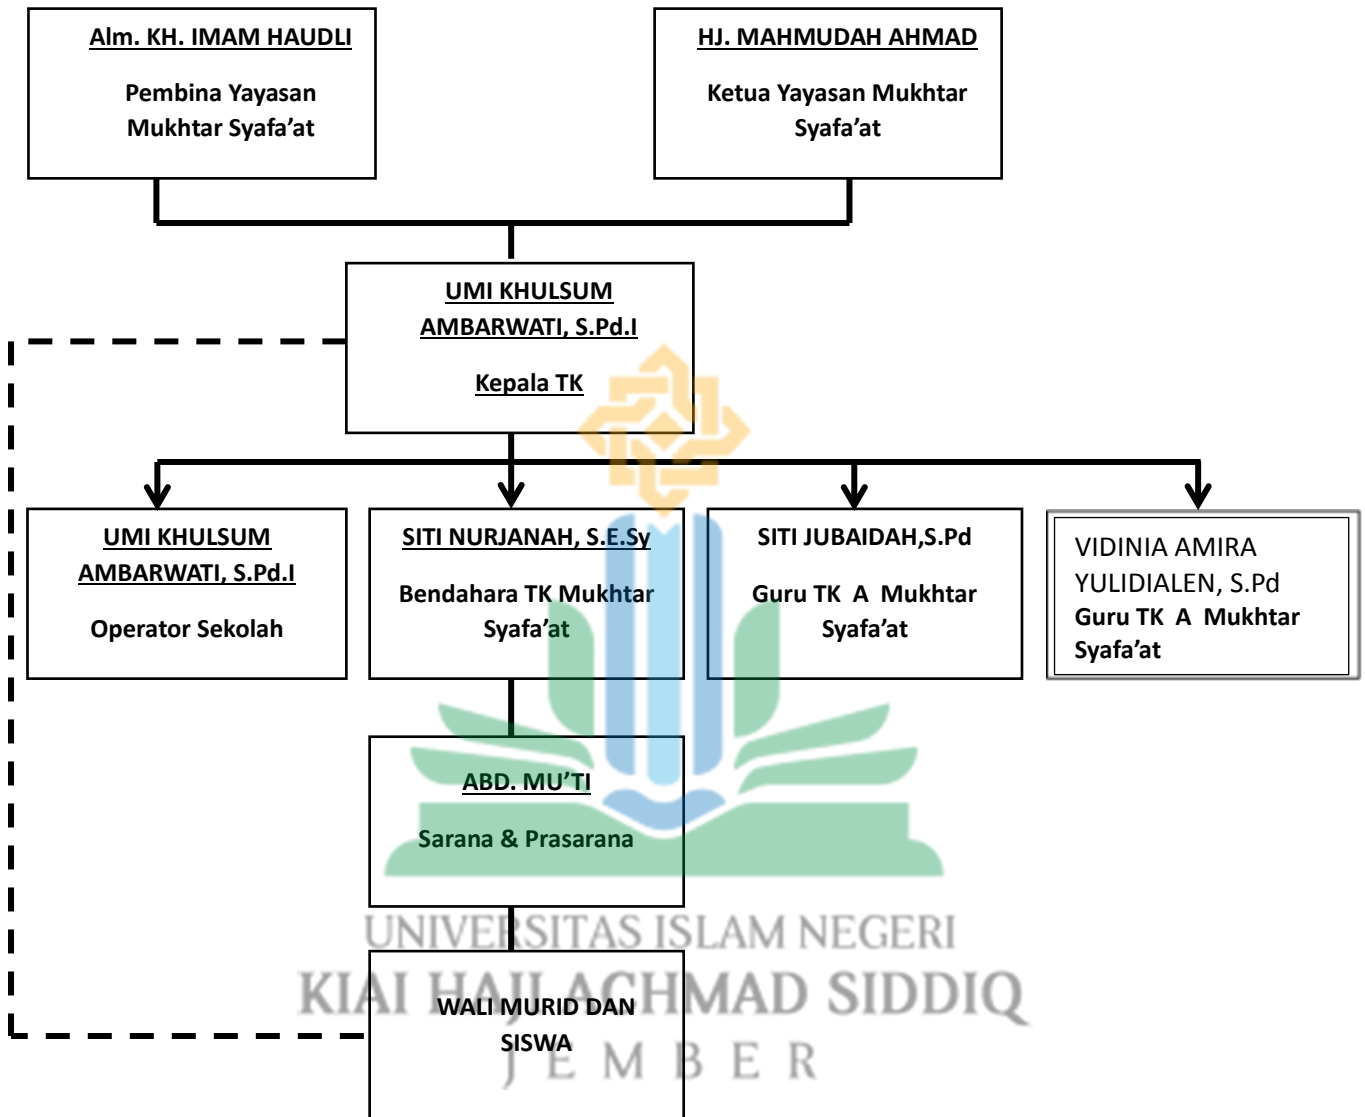 Alm. KH. IMAM HAUDLI
Pembina Yayasan
Mukhtar Syafa’at
HJ. MAHMUDAH AHMAD
Ketua Yayasan Mukhtar
Syafa’at
UMI KHULSUM
AMBARWATI, S.Pd.I
Kepala TK
UMI KHULSUM
AMBARWATI, S.Pd.I
Operator Sekolah
SITI NURJANAH, S.E.Sy
Bendahara TK Mukhtar
Syafa’at
SITI JUBAIDAH,S.Pd
Guru TK A Mukhtar
Syafa’at
VIDINIA AMIRA
YULIDIALEN, S.Pd
Guru TK A Mukhtar
Syafa’at
ABD. MU’TI
Sarana & Prasarana
WALI MURID DAN
SISWA
UNIVERSITAS ISLAM NEGERI
KIAI HAJI ACHMAD SIDDIQ
JEMBER